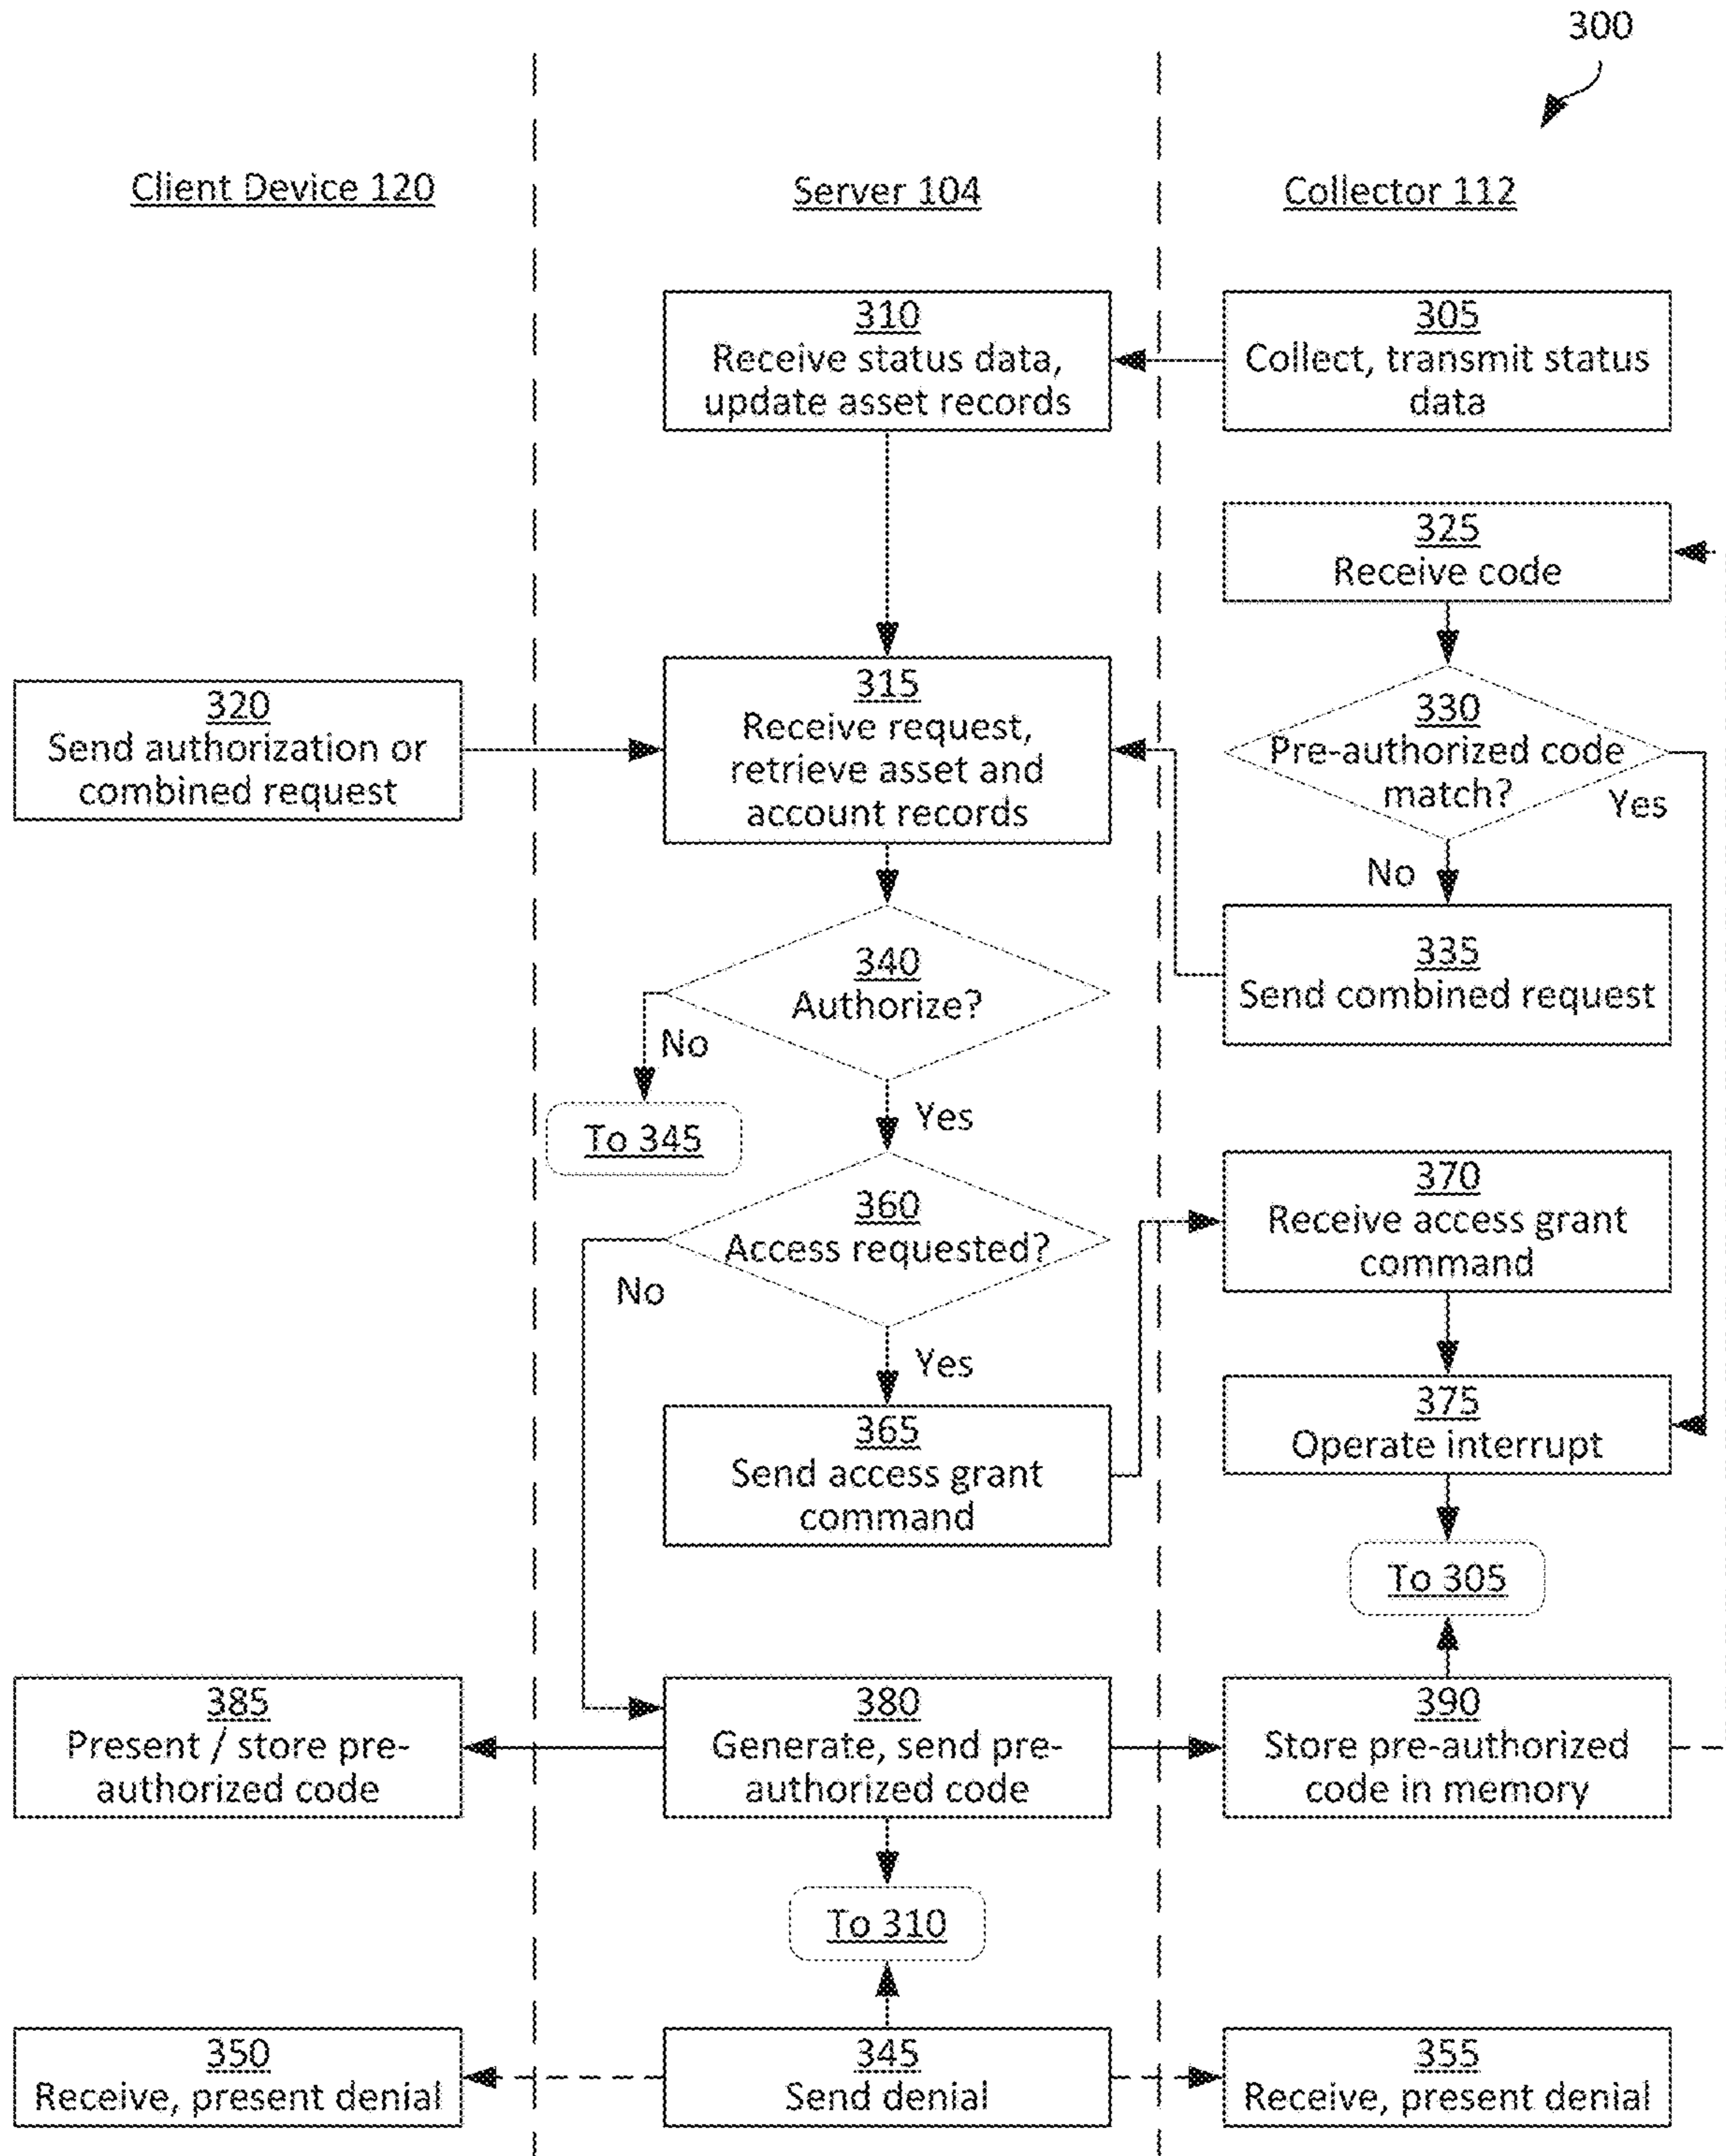 300
Client Device 120
Server 104
Collector 112
310
Receive status data,
update asset records
305
Collect, transmit status
data
325
Receive code
320
Send authorization or
combined request
315
Receive request,
retrieve asset and
account records
330
Pre-authorized code
match?
Yes
No
335
Send combined request
340
Authorize?
No
To 345
Yes
360
Access requested?
No
Yes
365
Send access grant
command
370
Receive access grant
command
375
Operate interrupt
To 305
385
Present / store pre-
authorized code
380
Generate, send pre-
authorized code
390
Store pre-authorized
code in memory
To 310
350
Receive, present denial
345
Send denial
355
Receive, present denial